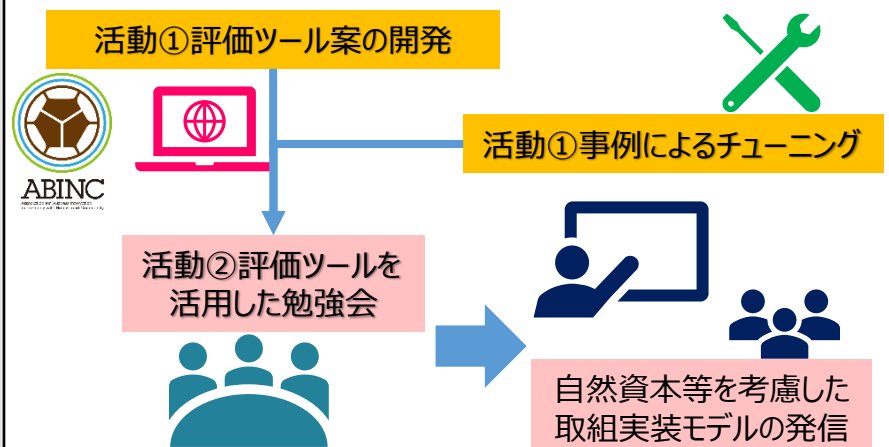 活動①評価ツール案の開発
活動①事例によるチューニング
ABINC
活動②評価ツールを
活用した勉強会
自然資本等を考慮した
取組実装モデルの発信